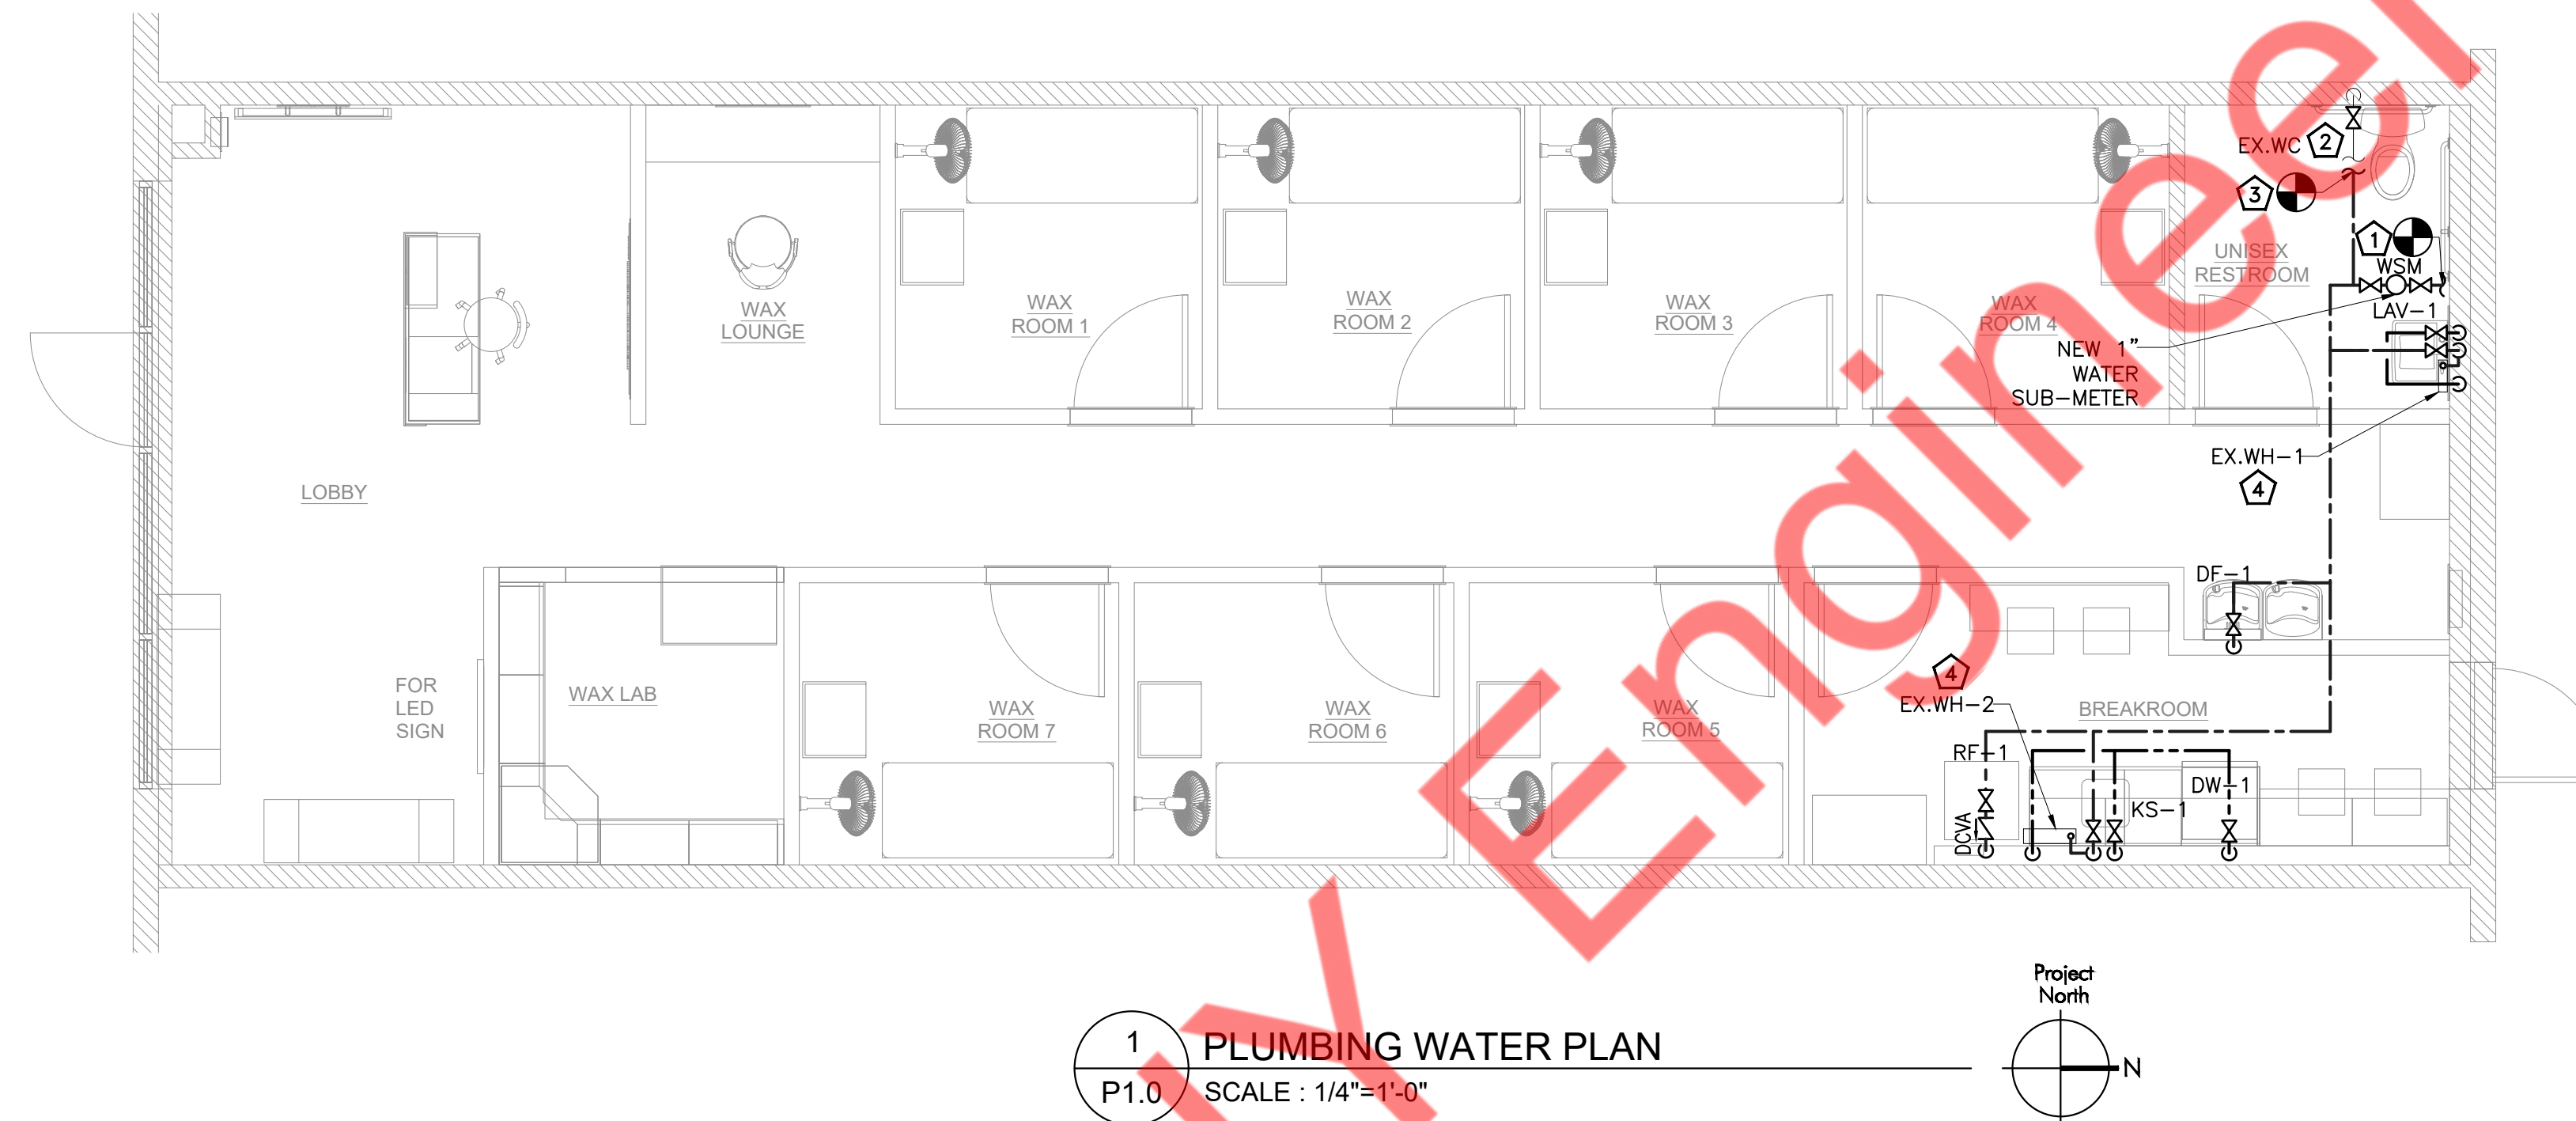 EX.WC
2
3
1
WSM
UNISEX
RESTROOM
LAV-1
WAX
LOUNGE
WAX
ROOM 1
WAX
ROOM 2
WAX
ROOM 3
WAX
ROOM 4
NEW 1”
WATER
SUB-METER
EX.WH-1
4
LOBBY
DF-1
FOR
LED
SIGN
WAX LAB
WAX
ROOM 7
WAX
ROOM 6
WAX
ROOM 5
4
EX.WH-2
BREAKROOM
RF-1
DW-1
KS-1
DCVA
Project
North
N
1
P1.0
PLUMBING WATER PLAN
SCALE : 1/4"=1'-0"
Y Engineer